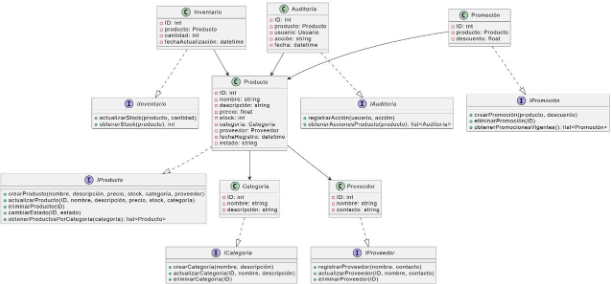 C Inventario
ID: int
producto: Producto
cantidad: int
fechaActualización: datetime
C Auditoria
ID: int
producto: Producto
usuario: Usuario
acción: string
fecha: datetime
C Promoción
ID: int
producto: Producto
descuento: float
I IInventario
actualizarStock(producto, cantidad)
obtenerStock(producto): int
C Producto
ID: int
nombre: string
descripción: string
precio: float
stock: int
categoria: Categoria
proveedor: Proveedor
fechaRegistro: datetime
estado: string
I IAuditoria
registrarAcción(usuario, acción)
obtenerAccionesProducto(producto): list<Auditoria>
I IPromoción
crearPromoción(producto, descuento)
eliminarPromoción(ID)
obtenerPromocionesVigentes(): list<Promoción>
I IProducto
crearProducto(nombre, descripción, precio, stock, categoria, proveedor)
actualizarProducto(ID, nombre, descripción, precio, stock, categoria)
eliminarProducto(ID)
cambiarEstado(ID, estado)
obtenerProductosPorCategoria(categoria): list<Producto>
C Categoria
ID: int
nombre: string
descripción: string
C Proveedor
ID: int
nombre: string
contacto: string
I ICategoria
crearCategoria(nombre, descripción)
actualizarCategoria(ID, nombre, descripción)
eliminarCategoria(ID)
I IProveedor
registrarProveedor(nombre, contacto)
actualizarProveedor(ID, nombre, contacto)
eliminarProveedor(ID)